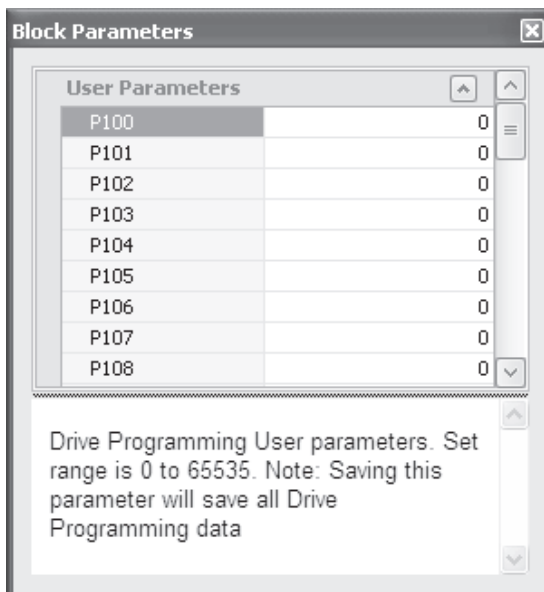 Block Parameters
User Parameters
P100 0
P101 0
P102 0
P103 0
P104 0
P105 0
P106 0
P107 0
P108 0
Drive Programming User parameters. Set
range is 0 to 65535. Note: Saving this
parameter will save all Drive
Programming data